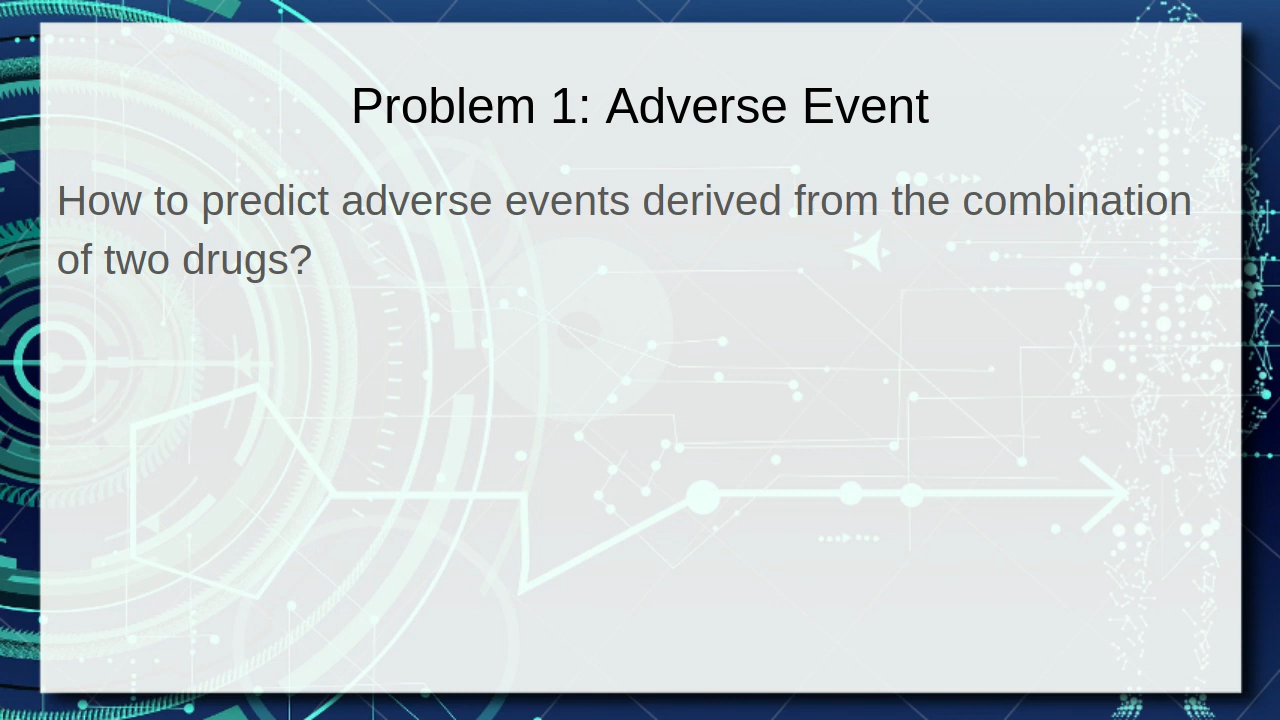 Problem 1: Adverse Event
How to predict adverse events derived from the combination
of two drugs?